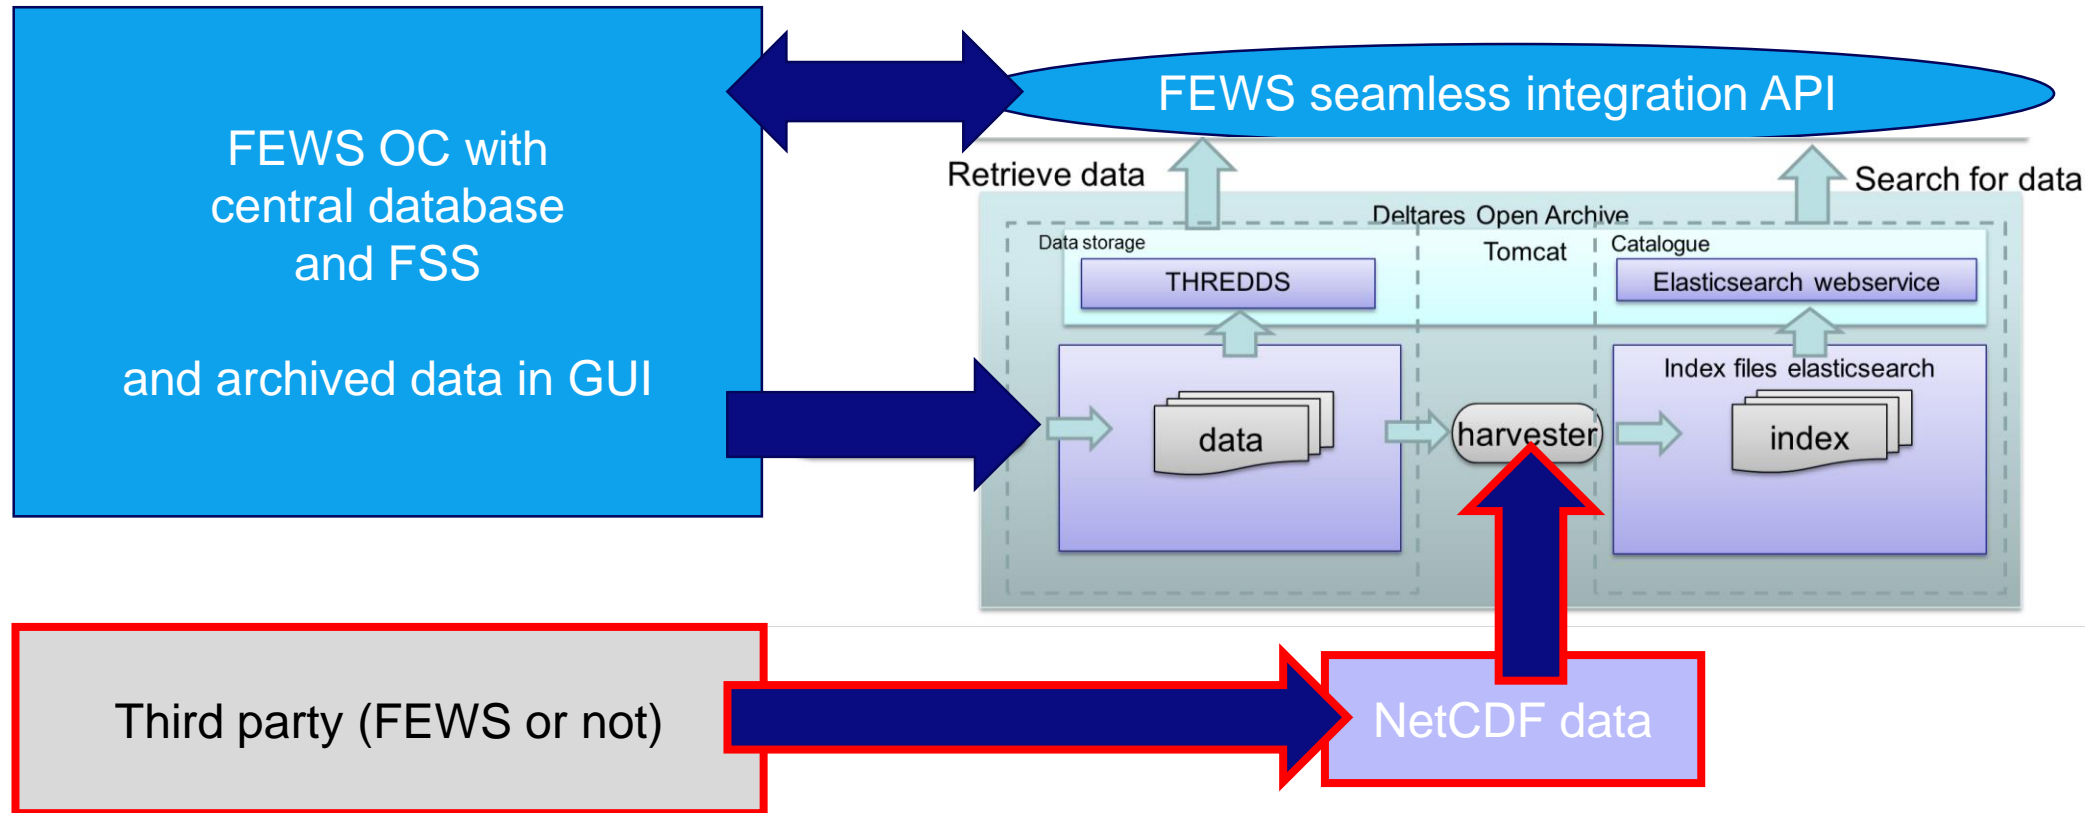 FEWS OC with
central database
and FSS
and archived data in GUI
FEWS seamless integration API
Retrieve data
Search for data
Deltares Open Archive
Data storage
Tomcat
Catalogue
THREDDS
Elasticsearch webservice
Index files elasticsearch
data
harvester
index
Third party (FEWS or not)
NetCDF data